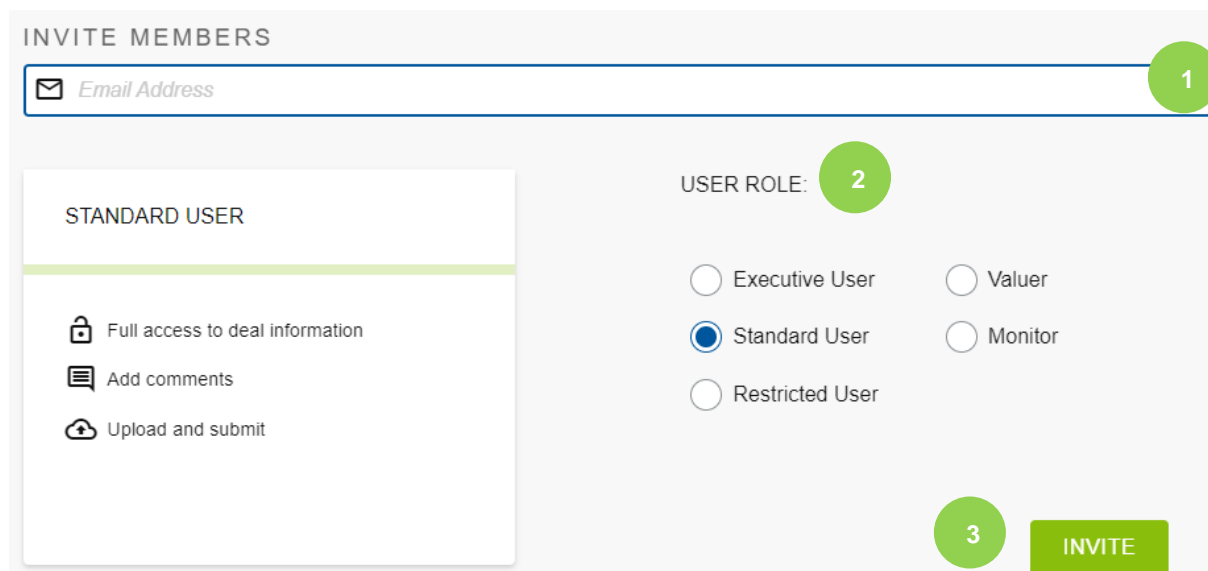 INVITE MEMBERS
Email Address
1
USER ROLE:
2
STANDARD USER
Full access to deal information
Add comments
Upload and submit
Executive User
Valuer
Standard User
Monitor
Restricted User
3
INVITE